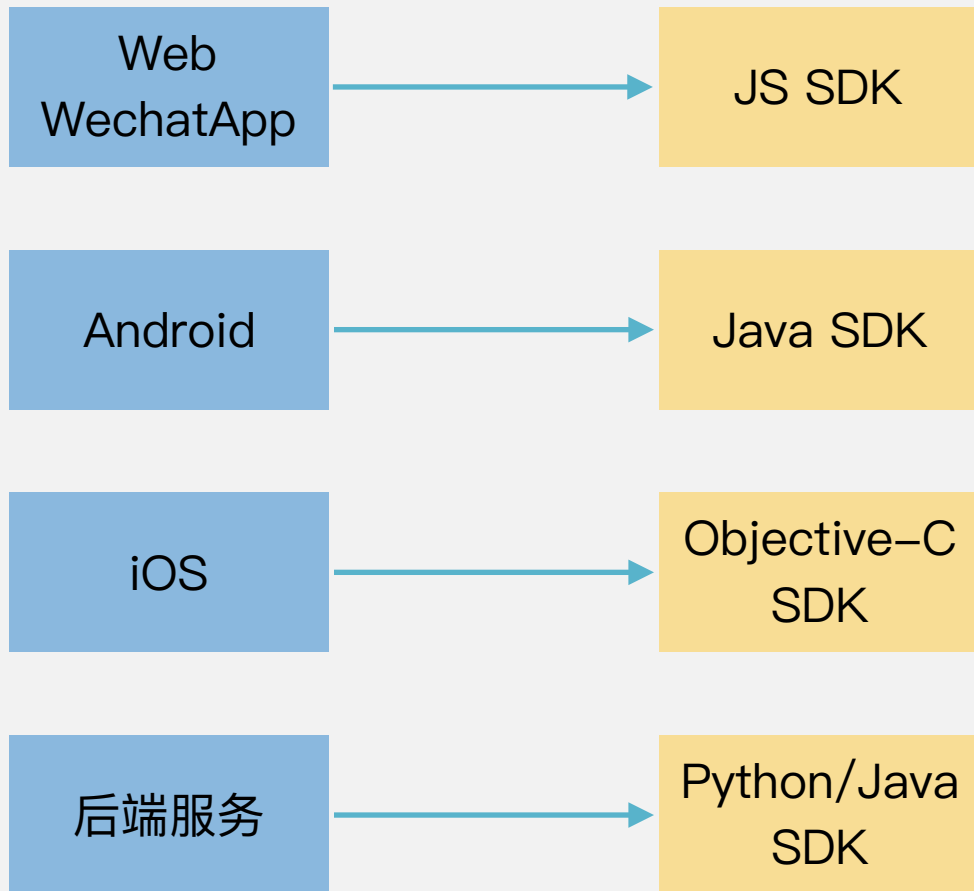 Web
WechatApp
JS SDK
Android
Java SDK
iOS
Objective-C
SDK
后端服务
Python/Java
SDK